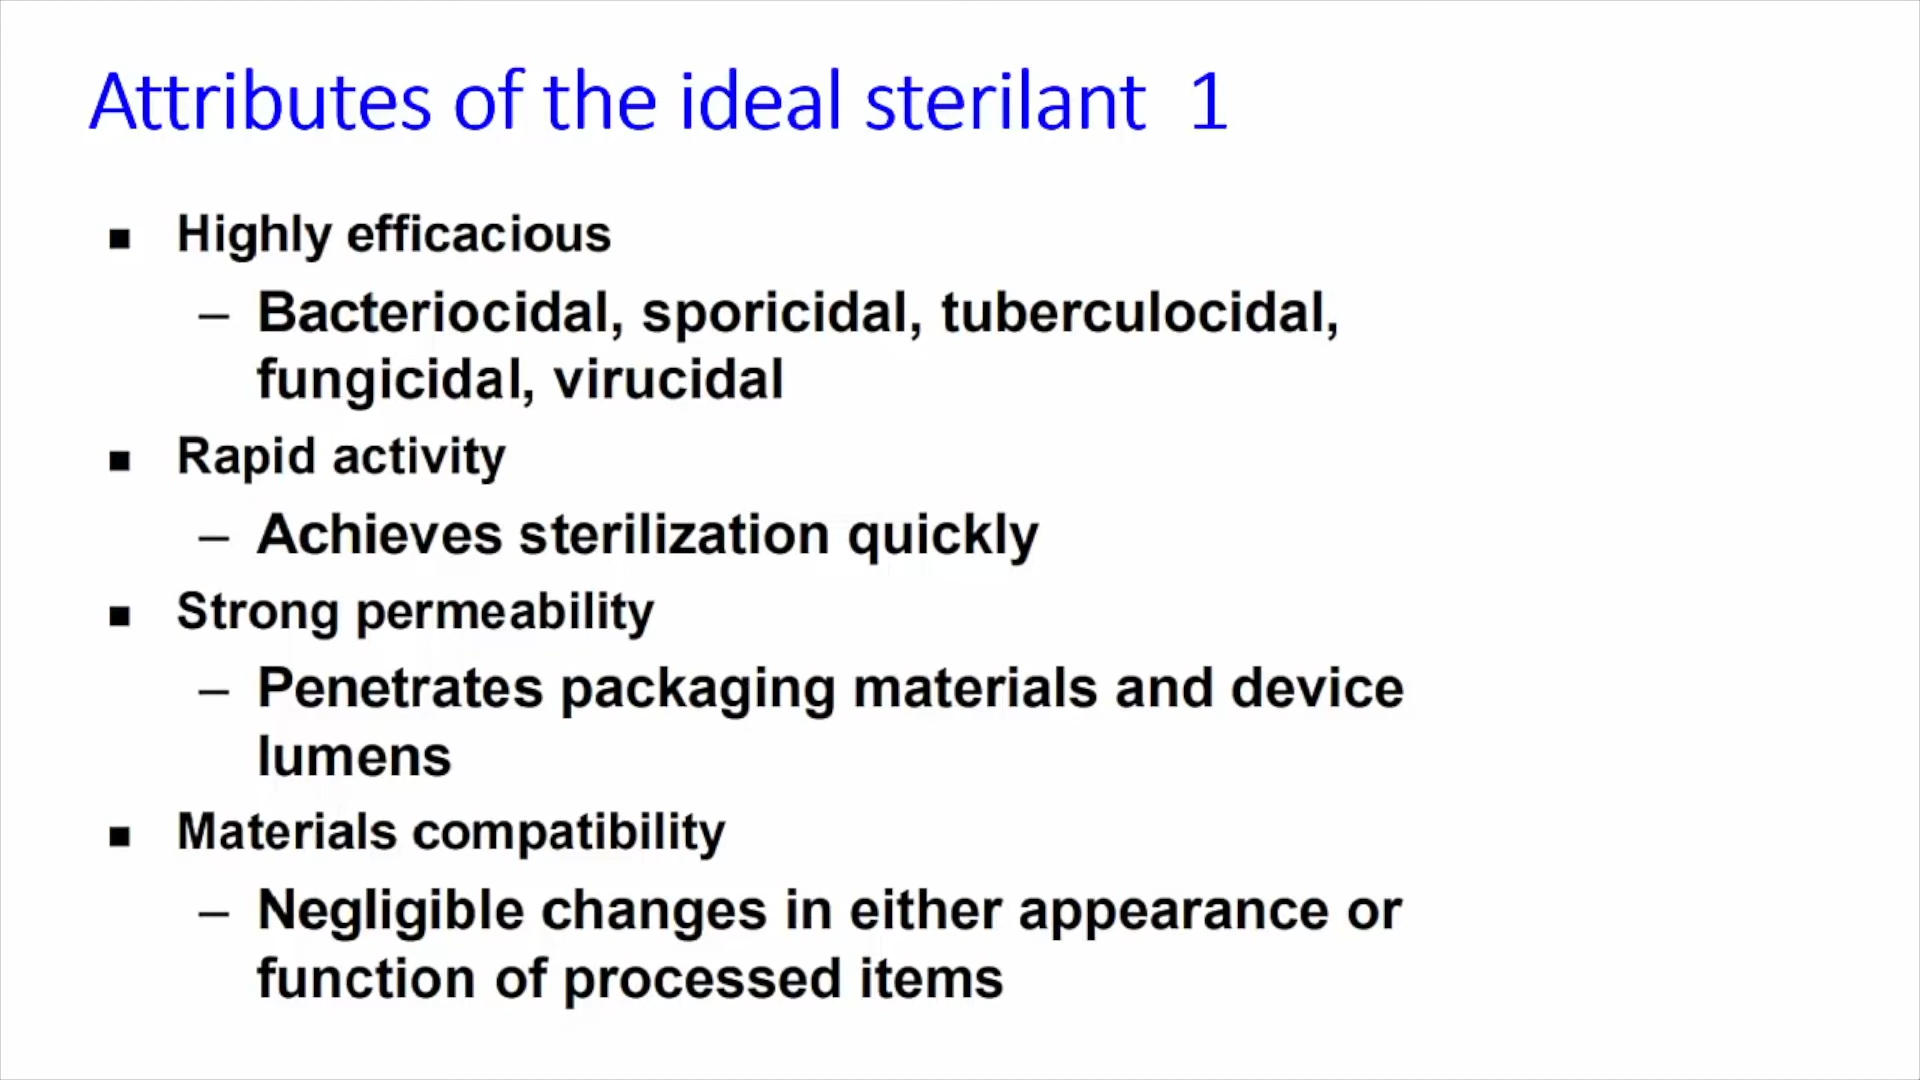 Attributes of the ideal sterilant 1
▪ Highly efficacious
– Bacteriocidal, sporicidal, tuberculocidal,
fungicidal, virucidal
▪ Rapid activity
– Achieves sterilization quickly
▪ Strong permeability
– Penetrates packaging materials and device
lumens
▪ Materials compatibility
– Negligible changes in either appearance or
function of processed items